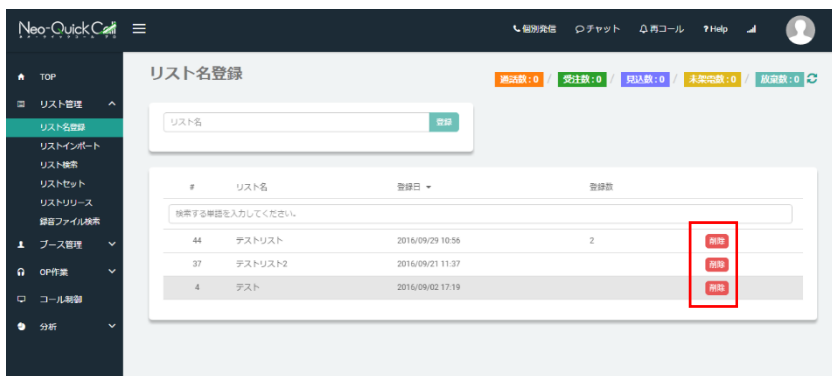 Neo-QuickCall
個別発信 チャット 再コール ?Help
TOP
リスト管理
リスト名登録
リストインポート
リスト検索
リストセット
リストリリース
録音ファイル検索
ブース管理
OP作業
コール制御
分析
リスト名登録
通話数:0 / 受注数:0 / 見込数:0 / 未架電数:0 / 放棄数:0
リスト名 登録
# リスト名 登録日 登録数
検索する単語を入力してください。
44 テストリスト 2016/09/29 10:56 2 削除
37 テストリスト2 2016/09/21 11:37 削除
4 テスト 2016/09/02 17:19 削除